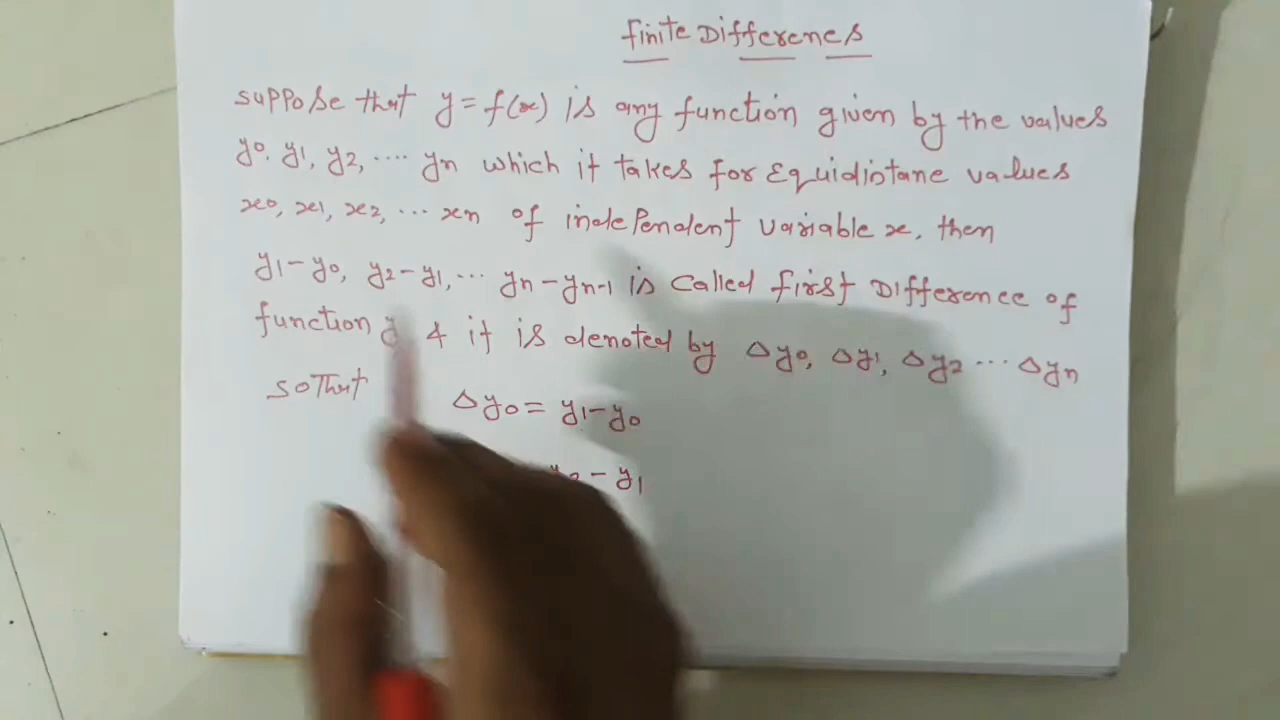 finite Differenes
suppose that y = f(x) is any function given by the values
y0, y1, y2, .... yn which it takes for Equidistane values
x0, x1, x2, ... xn of independent variable x, then
y1-y0, y2-y1, ... yn-yn-1 is called first Difference of
function y & it is denoted by Δy0, Δy1, Δy2 ... Δyn
so That
Δy0 = y1-y0
- y1